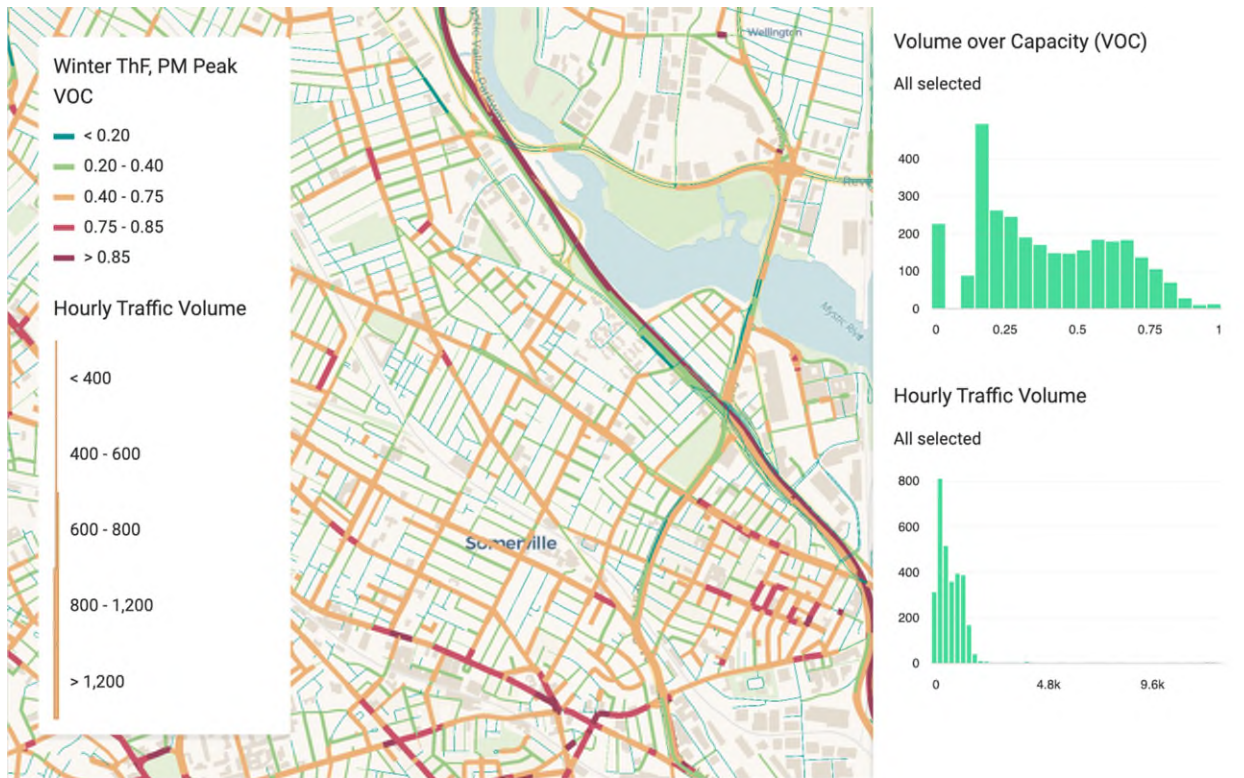 Winter ThF, PM Peak
VOC
< 0.20
0.20 - 0.40
0.40 - 0.75
0.75 - 0.85
> 0.85
Hourly Traffic Volume
< 400
400 - 600
600 - 800
800 - 1,200
> 1,200
Wellington
Mystic Valley Parkway
Somerville
Volume over Capacity (VOC)
All selected
400
300
200
100
0
0
0.25
0.5
0.75
1
Hourly Traffic Volume
All selected
800
600
400
200
0
0
4.8k
9.6k